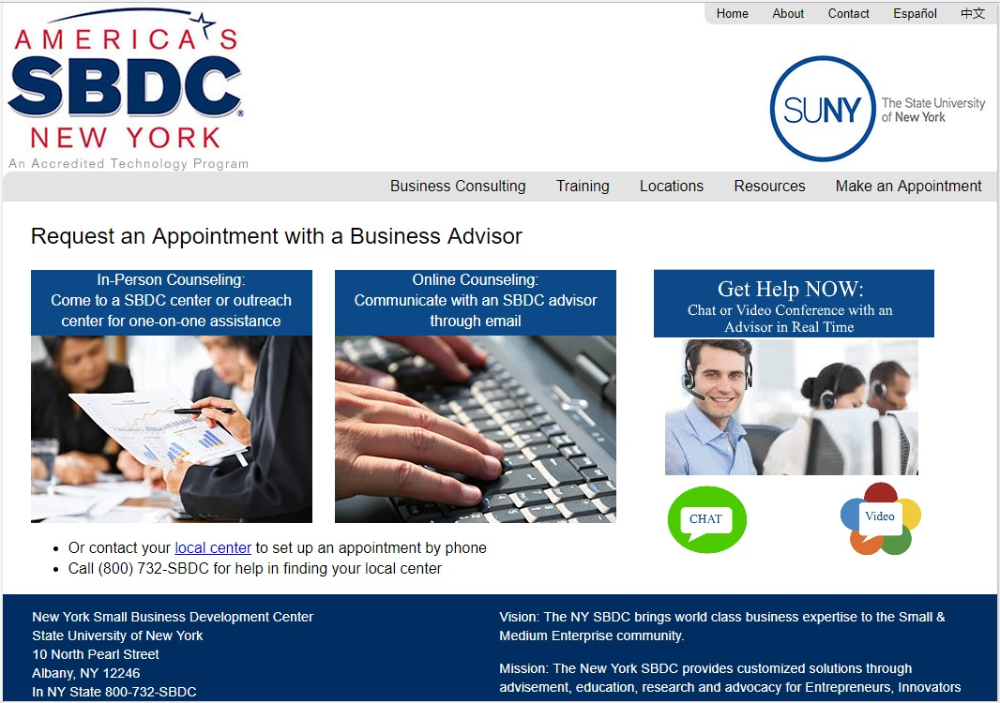 Home About Contact Español 中文
AMERICA'S
SBDC®
NEW YORK
An Accredited Technology Program
SUNY
The State University
of New York
Business Consulting Training Locations Resources Make an Appointment
Request an Appointment with a Business Advisor
In-Person Counseling:
Come to a SBDC center or outreach
center for one-on-one assistance
Online Counseling:
Communicate with an SBDC advisor
through email
Get Help NOW:
Chat or Video Conference with an
Advisor in Real Time
CHAT
Video
• Or contact your local center to set up an appointment by phone
• Call (800) 732-SBDC for help in finding your local center
New York Small Business Development Center
State University of New York
10 North Pearl Street
Albany, NY 12246
In NY State 800-732-SBDC
Vision: The NY SBDC brings world class business expertise to the Small &
Medium Enterprise community.
Mission: The New York SBDC provides customized solutions through
advisement, education, research and advocacy for Entrepreneurs, Innovators